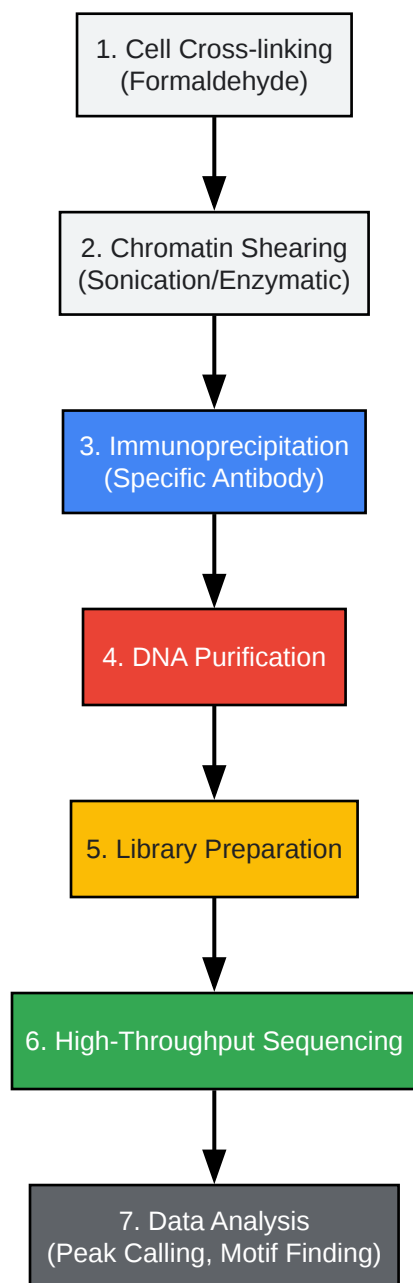 1. Cell Cross-linking
(Formaldehyde)
2. Chromatin Shearing
(Sonication/Enzymatic)
3. Immunoprecipitation
(Specific Antibody)
4. DNA Purification
5. Library Preparation
6. High-Throughput Sequencing
7. Data Analysis
(Peak Calling, Motif Finding)